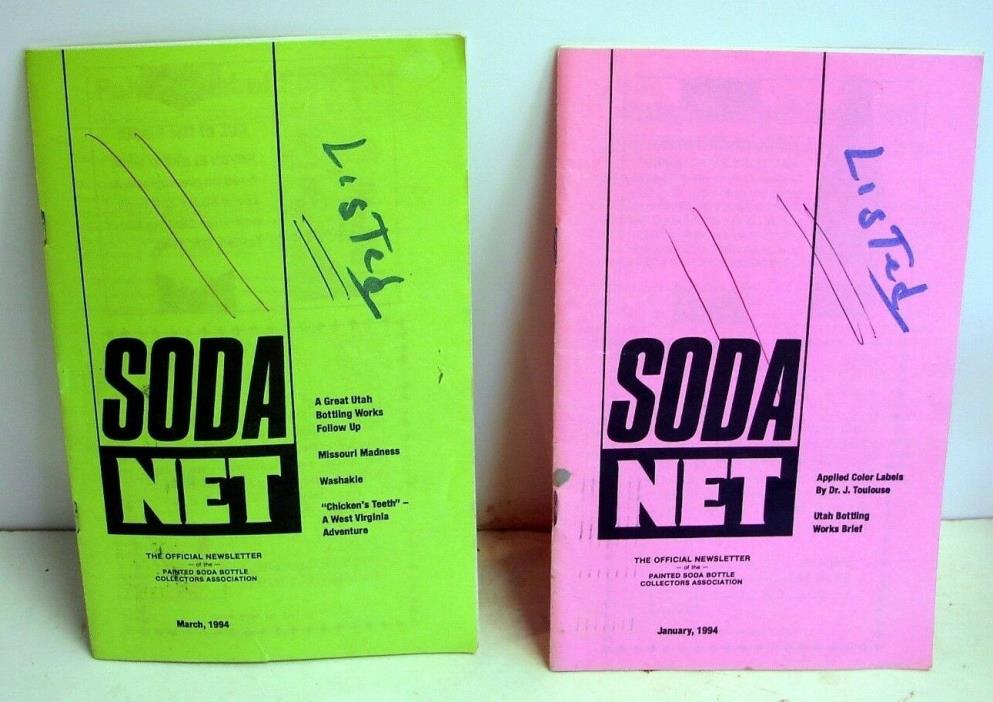 Listed
SODA
NET
A Great Utah
Bottling Works
Follow Up
Missouri Madness
Washakie
"Chicken's Teeth" –
A West Virginia
Adventure
THE OFFICIAL NEWSLETTER
— of the —
PAINTED SODA BOTTLE
COLLECTORS ASSOCIATION
March, 1994
Listed
SODA
NET
Applied Color Labels
By Dr. J. Toulouse
Utah Bottling
Works Brief
THE OFFICIAL NEWSLETTER
— of the —
PAINTED SODA BOTTLE
COLLECTORS ASSOCIATION
January, 1994